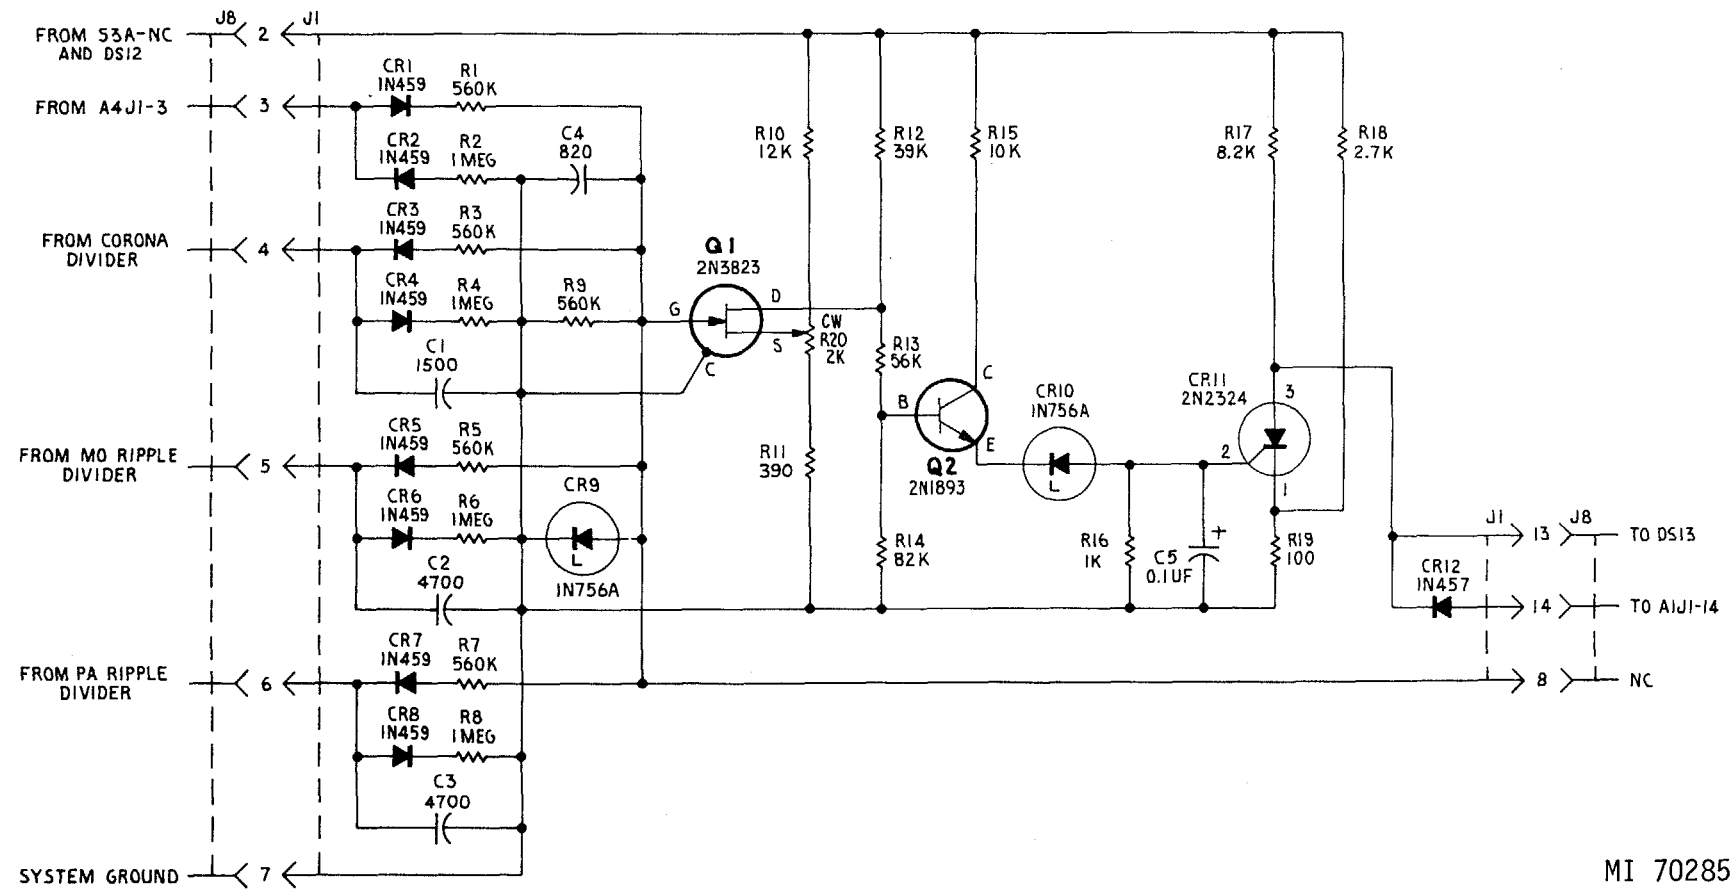 J8 J1
FROM S3A-NC
AND DS12
2
FROM A4J1-3
3
CR1
1N459
R1
560K
CR2
1N459
R2
1MEG
C4
820
FROM CORONA
DIVIDER
4
CR3
1N459
R3
560K
CR4
1N459
R4
1MEG
R9
560K
C1
1500
Q1
2N3823
G
D
S
C
R10
12K
CW
R20
2K
R11
390
R12
39K
R13
56K
R14
82K
R15
10K
B
C
E
Q2
2N1893
CR10
1N756A
L
R16
1K
C5
0.1UF
+
R17
8.2K
R18
2.7K
CR11
2N2324
3
2
1
R19
100
FROM MO RIPPLE
DIVIDER
5
CR5
1N459
R5
560K
CR6
1N459
R6
1MEG
CR9
L
1N756A
C2
4700
FROM PA RIPPLE
DIVIDER
6
CR7
1N459
R7
560K
CR8
1N459
R8
1MEG
C3
4700
SYSTEM GROUND
7
J1 J8
13
TO DS13
CR12
1N457
14
TO A1J1-14
8
NC
MI 70285